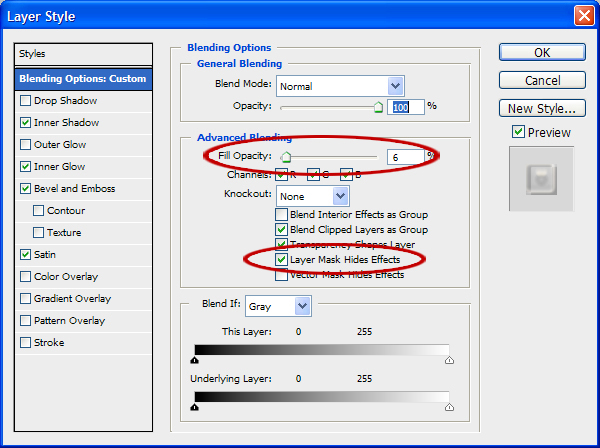 Layer Style
Styles
Blending Options: Custom
Drop Shadow
Inner Shadow
Outer Glow
Inner Glow
Bevel and Emboss
Contour
Texture
Satin
Color Overlay
Gradient Overlay
Pattern Overlay
Stroke
Blending Options
General Blending
Blend Mode: Normal
Opacity: 100 %
Advanced Blending
Fill Opacity: 6 %
Channels: R G B
Knockout: None
Blend Interior Effects as Group
Blend Clipped Layers as Group
Transparency Shapes Layer
Layer Mask Hides Effects
Vector Mask Hides Effects
Blend If: Gray
This Layer: 0 255
Underlying Layer: 0 255
OK
Cancel
New Style...
Preview